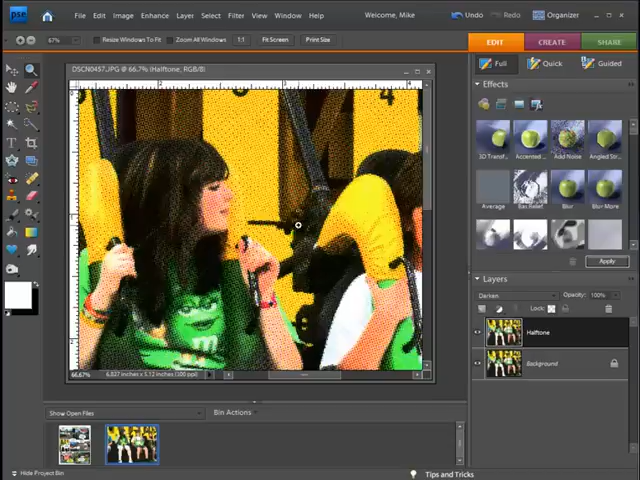 pse
File Edit Image Enhance Layer Select Filter View Window Help
Welcome, Mike
Undo Redo Organizer
67% Resize Windows To Fit Zoom All Windows 1:1 Fit Screen Print Size
EDIT CREATE SHARE
Full Quick Guided
DSCN0457.JPG @ 66.7% (Halftone, RGB/8)
Effects
3D Transf... Accented... Add Noise Angled Str...
Average Bas Relief Blur Blur More
Apply
Layers
Darken Opacity: 100%
Lock:
Halftone
Background
66.67% 6.827 inches x 5.12 inches (300 ppi)
Show Open Files Bin Actions
Hide Project Bin
Tips and Tricks